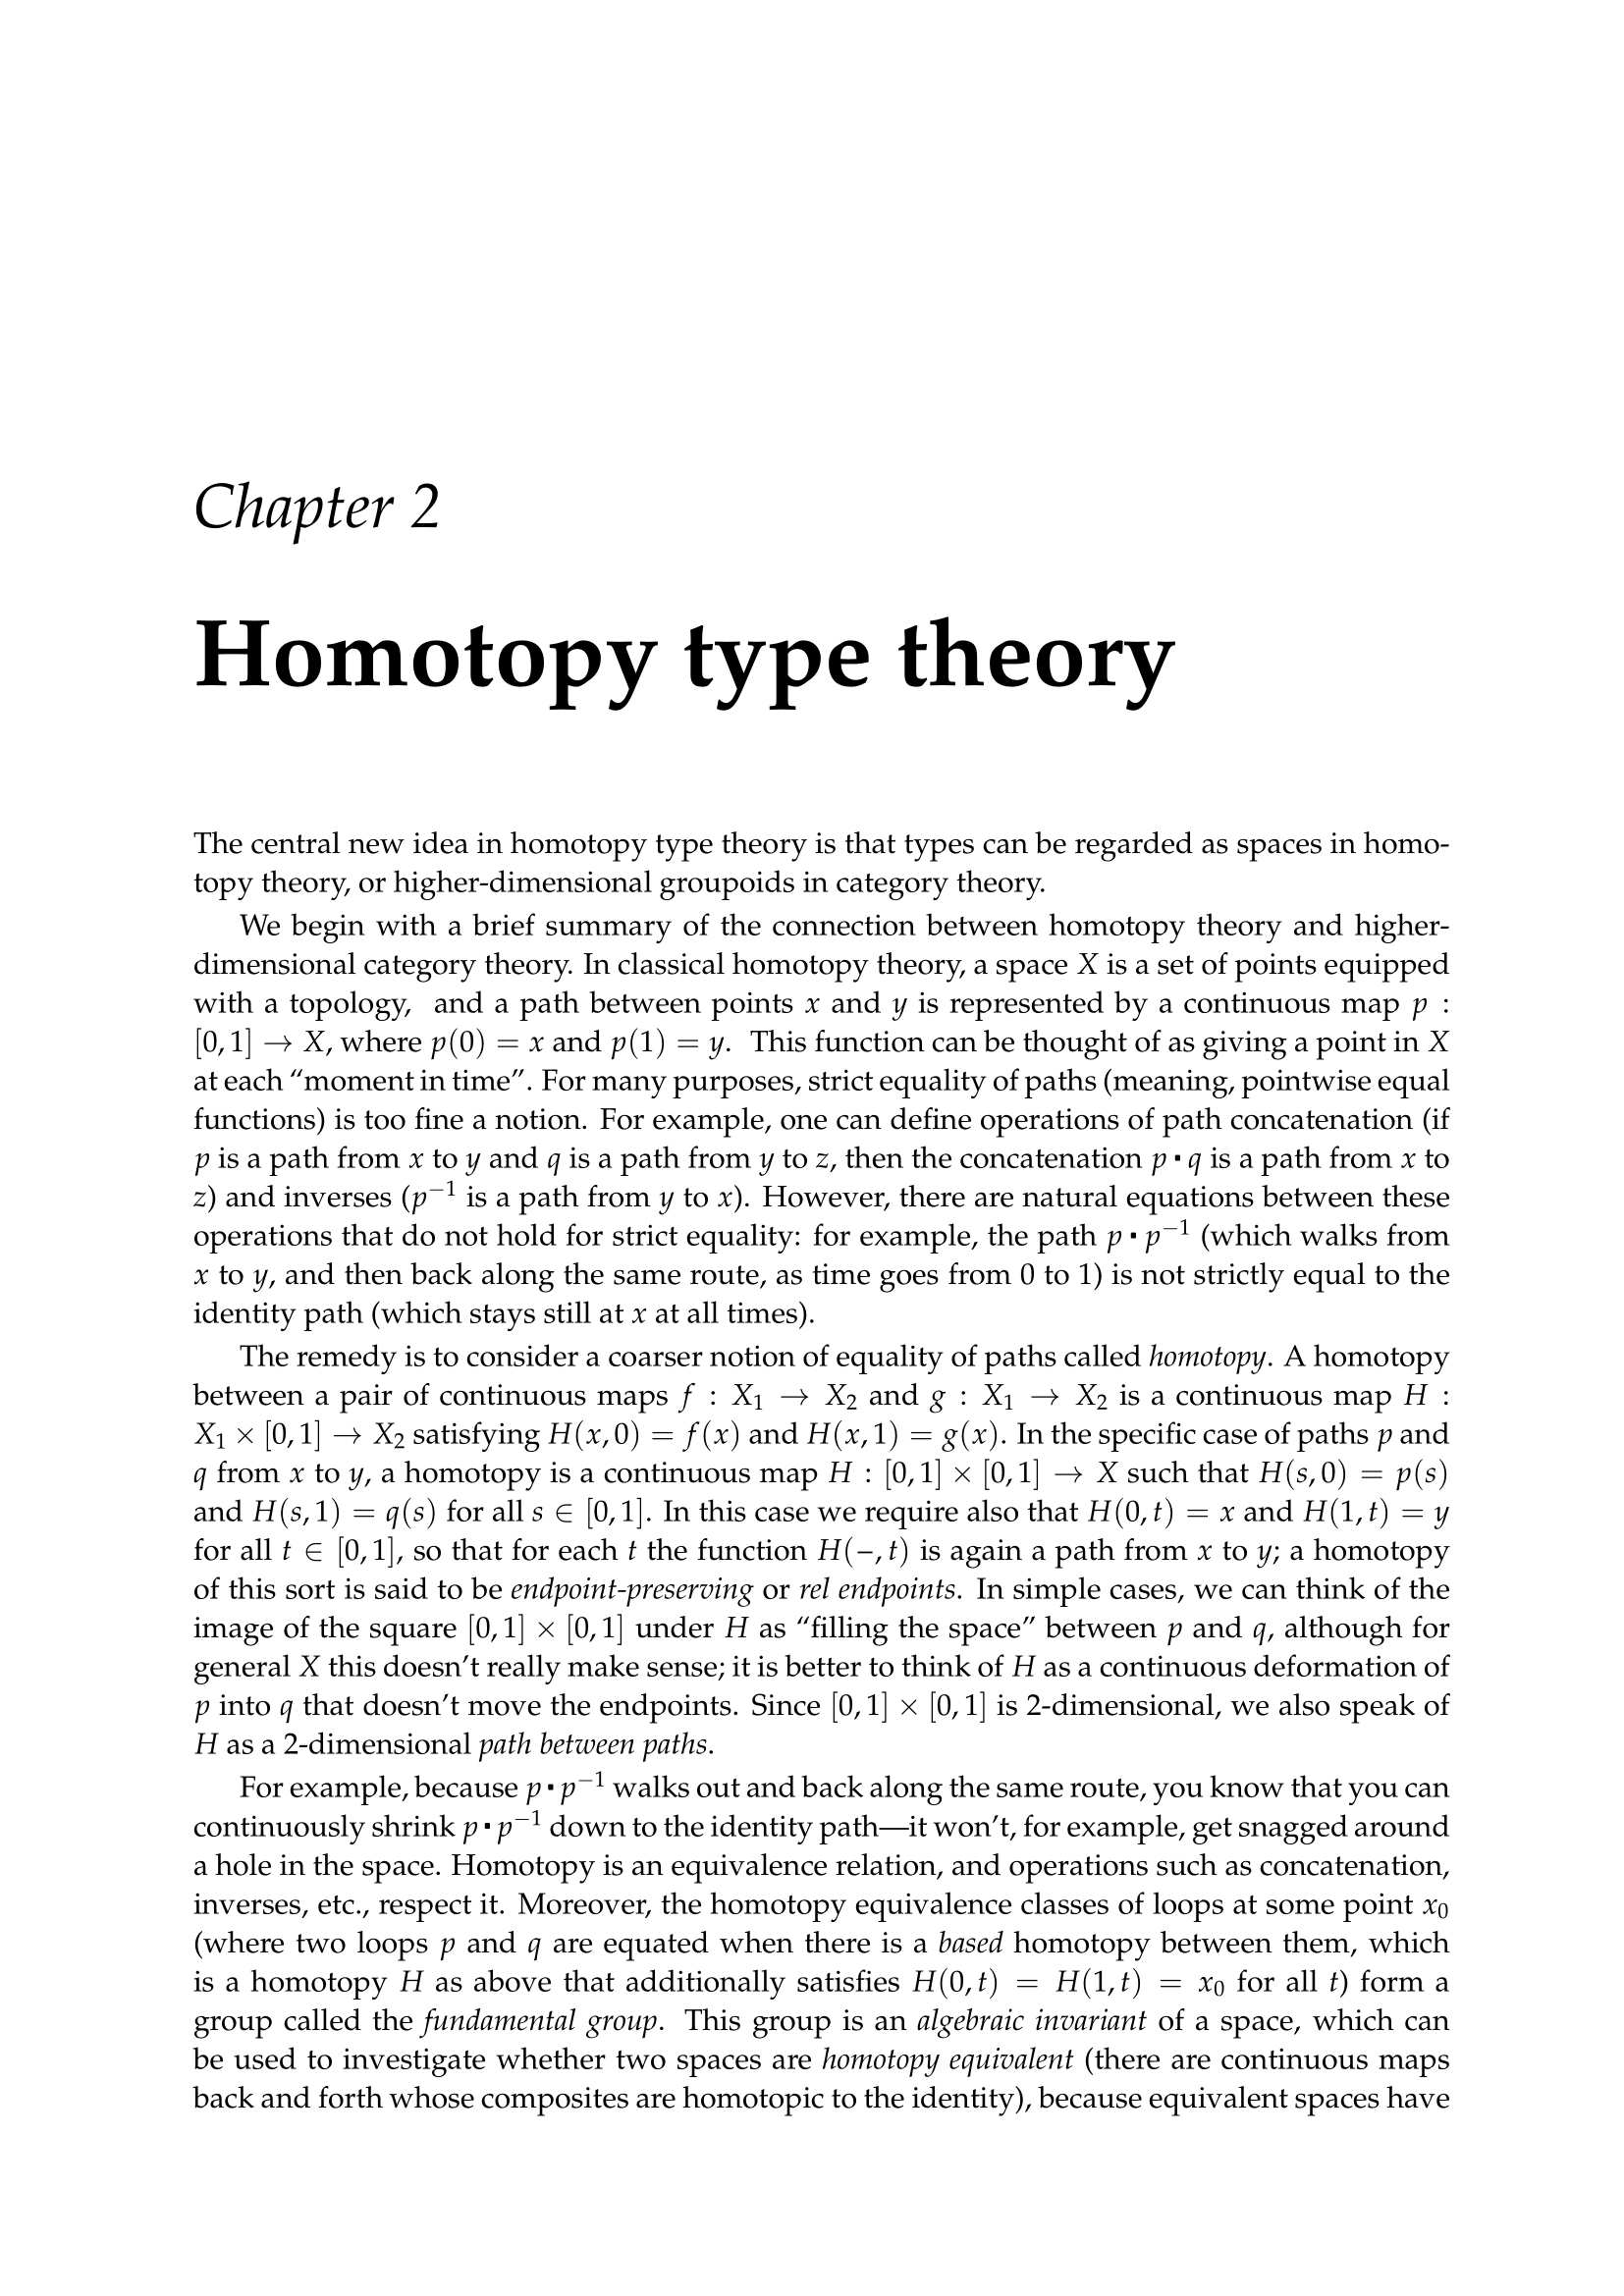 Chapter 2
Homotopy type theory
The central new idea in homotopy type theory is that types can be regarded as spaces in homo-
topy theory, or higher-dimensional groupoids in category theory.
We begin with a brief summary of the connection between homotopy theory and higher-
dimensional category theory. In classical homotopy theory, a space X is a set of points equipped
with a topology, and a path between points x and y is represented by a continuous map p :
[0, 1] → X, where p(0) = x and p(1) = y. This function can be thought of as giving a point in X
at each “moment in time”. For many purposes, strict equality of paths (meaning, pointwise equal
functions) is too fine a notion. For example, one can define operations of path concatenation (if
p is a path from x to y and q is a path from y to z, then the concatenation p ▪ q is a path from x to
z) and inverses (p⁻¹ is a path from y to x). However, there are natural equations between these
operations that do not hold for strict equality: for example, the path p ▪ p⁻¹ (which walks from
x to y, and then back along the same route, as time goes from 0 to 1) is not strictly equal to the
identity path (which stays still at x at all times).
The remedy is to consider a coarser notion of equality of paths called homotopy. A homotopy
between a pair of continuous maps f : X₁ → X₂ and g : X₁ → X₂ is a continuous map H :
X₁ × [0, 1] → X₂ satisfying H(x, 0) = f(x) and H(x, 1) = g(x). In the specific case of paths p and
q from x to y, a homotopy is a continuous map H : [0, 1] × [0, 1] → X such that H(s, 0) = p(s)
and H(s, 1) = q(s) for all s ∈ [0, 1]. In this case we require also that H(0, t) = x and H(1, t) = y
for all t ∈ [0, 1], so that for each t the function H(–, t) is again a path from x to y; a homotopy
of this sort is said to be endpoint-preserving or rel endpoints. In simple cases, we can think of the
image of the square [0, 1] × [0, 1] under H as “filling the space” between p and q, although for
general X this doesn’t really make sense; it is better to think of H as a continuous deformation of
p into q that doesn’t move the endpoints. Since [0, 1] × [0, 1] is 2-dimensional, we also speak of
H as a 2-dimensional path between paths.
For example, because p ▪ p⁻¹ walks out and back along the same route, you know that you can
continuously shrink p ▪ p⁻¹ down to the identity path—it won’t, for example, get snagged around
a hole in the space. Homotopy is an equivalence relation, and operations such as concatenation,
inverses, etc., respect it. Moreover, the homotopy equivalence classes of loops at some point x₀
(where two loops p and q are equated when there is a based homotopy between them, which
is a homotopy H as above that additionally satisfies H(0, t) = H(1, t) = x₀ for all t) form a
group called the fundamental group. This group is an algebraic invariant of a space, which can
be used to investigate whether two spaces are homotopy equivalent (there are continuous maps
back and forth whose composites are homotopic to the identity), because equivalent spaces have